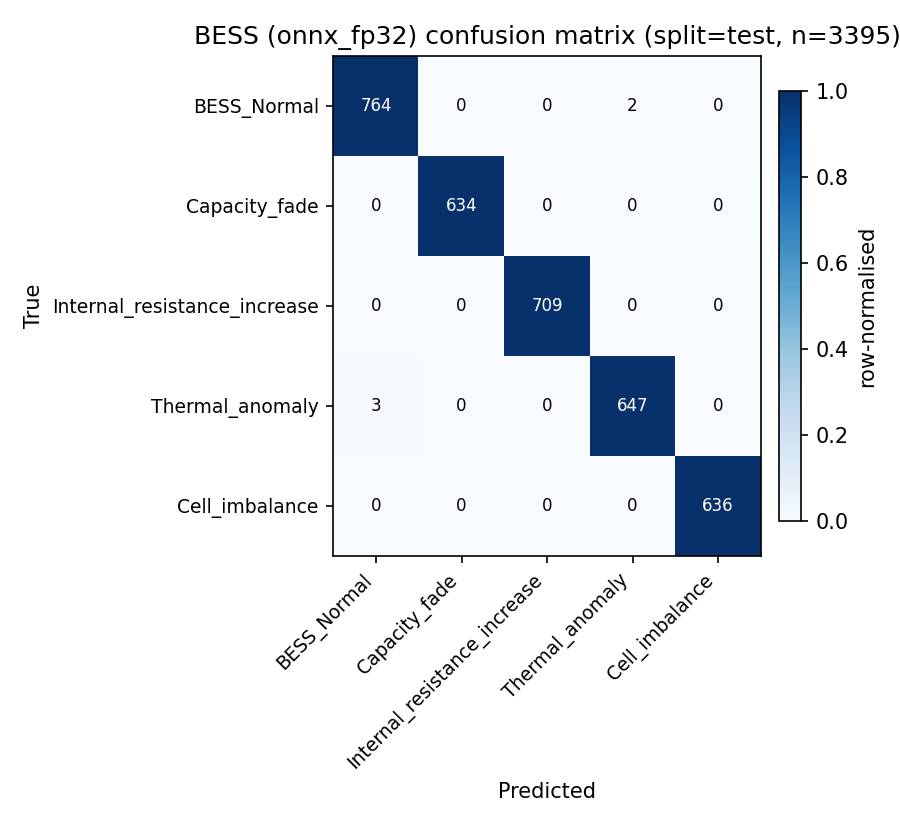 BESS (onnx_fp32) confusion matrix (split=test, n=3395)
BESS_Normal 764 0 0 2 0
Capacity_fade 0 634 0 0 0
Internal_resistance_increase 0 0 709 0 0
Thermal_anomaly 3 0 0 647 0
Cell_imbalance 0 0 0 0 636
True
BESS_Normal
Capacity_fade
Internal_resistance_increase
Thermal_anomaly
Cell_imbalance
Predicted
1.0
0.8
0.6
0.4
0.2
0.0
row-normalised